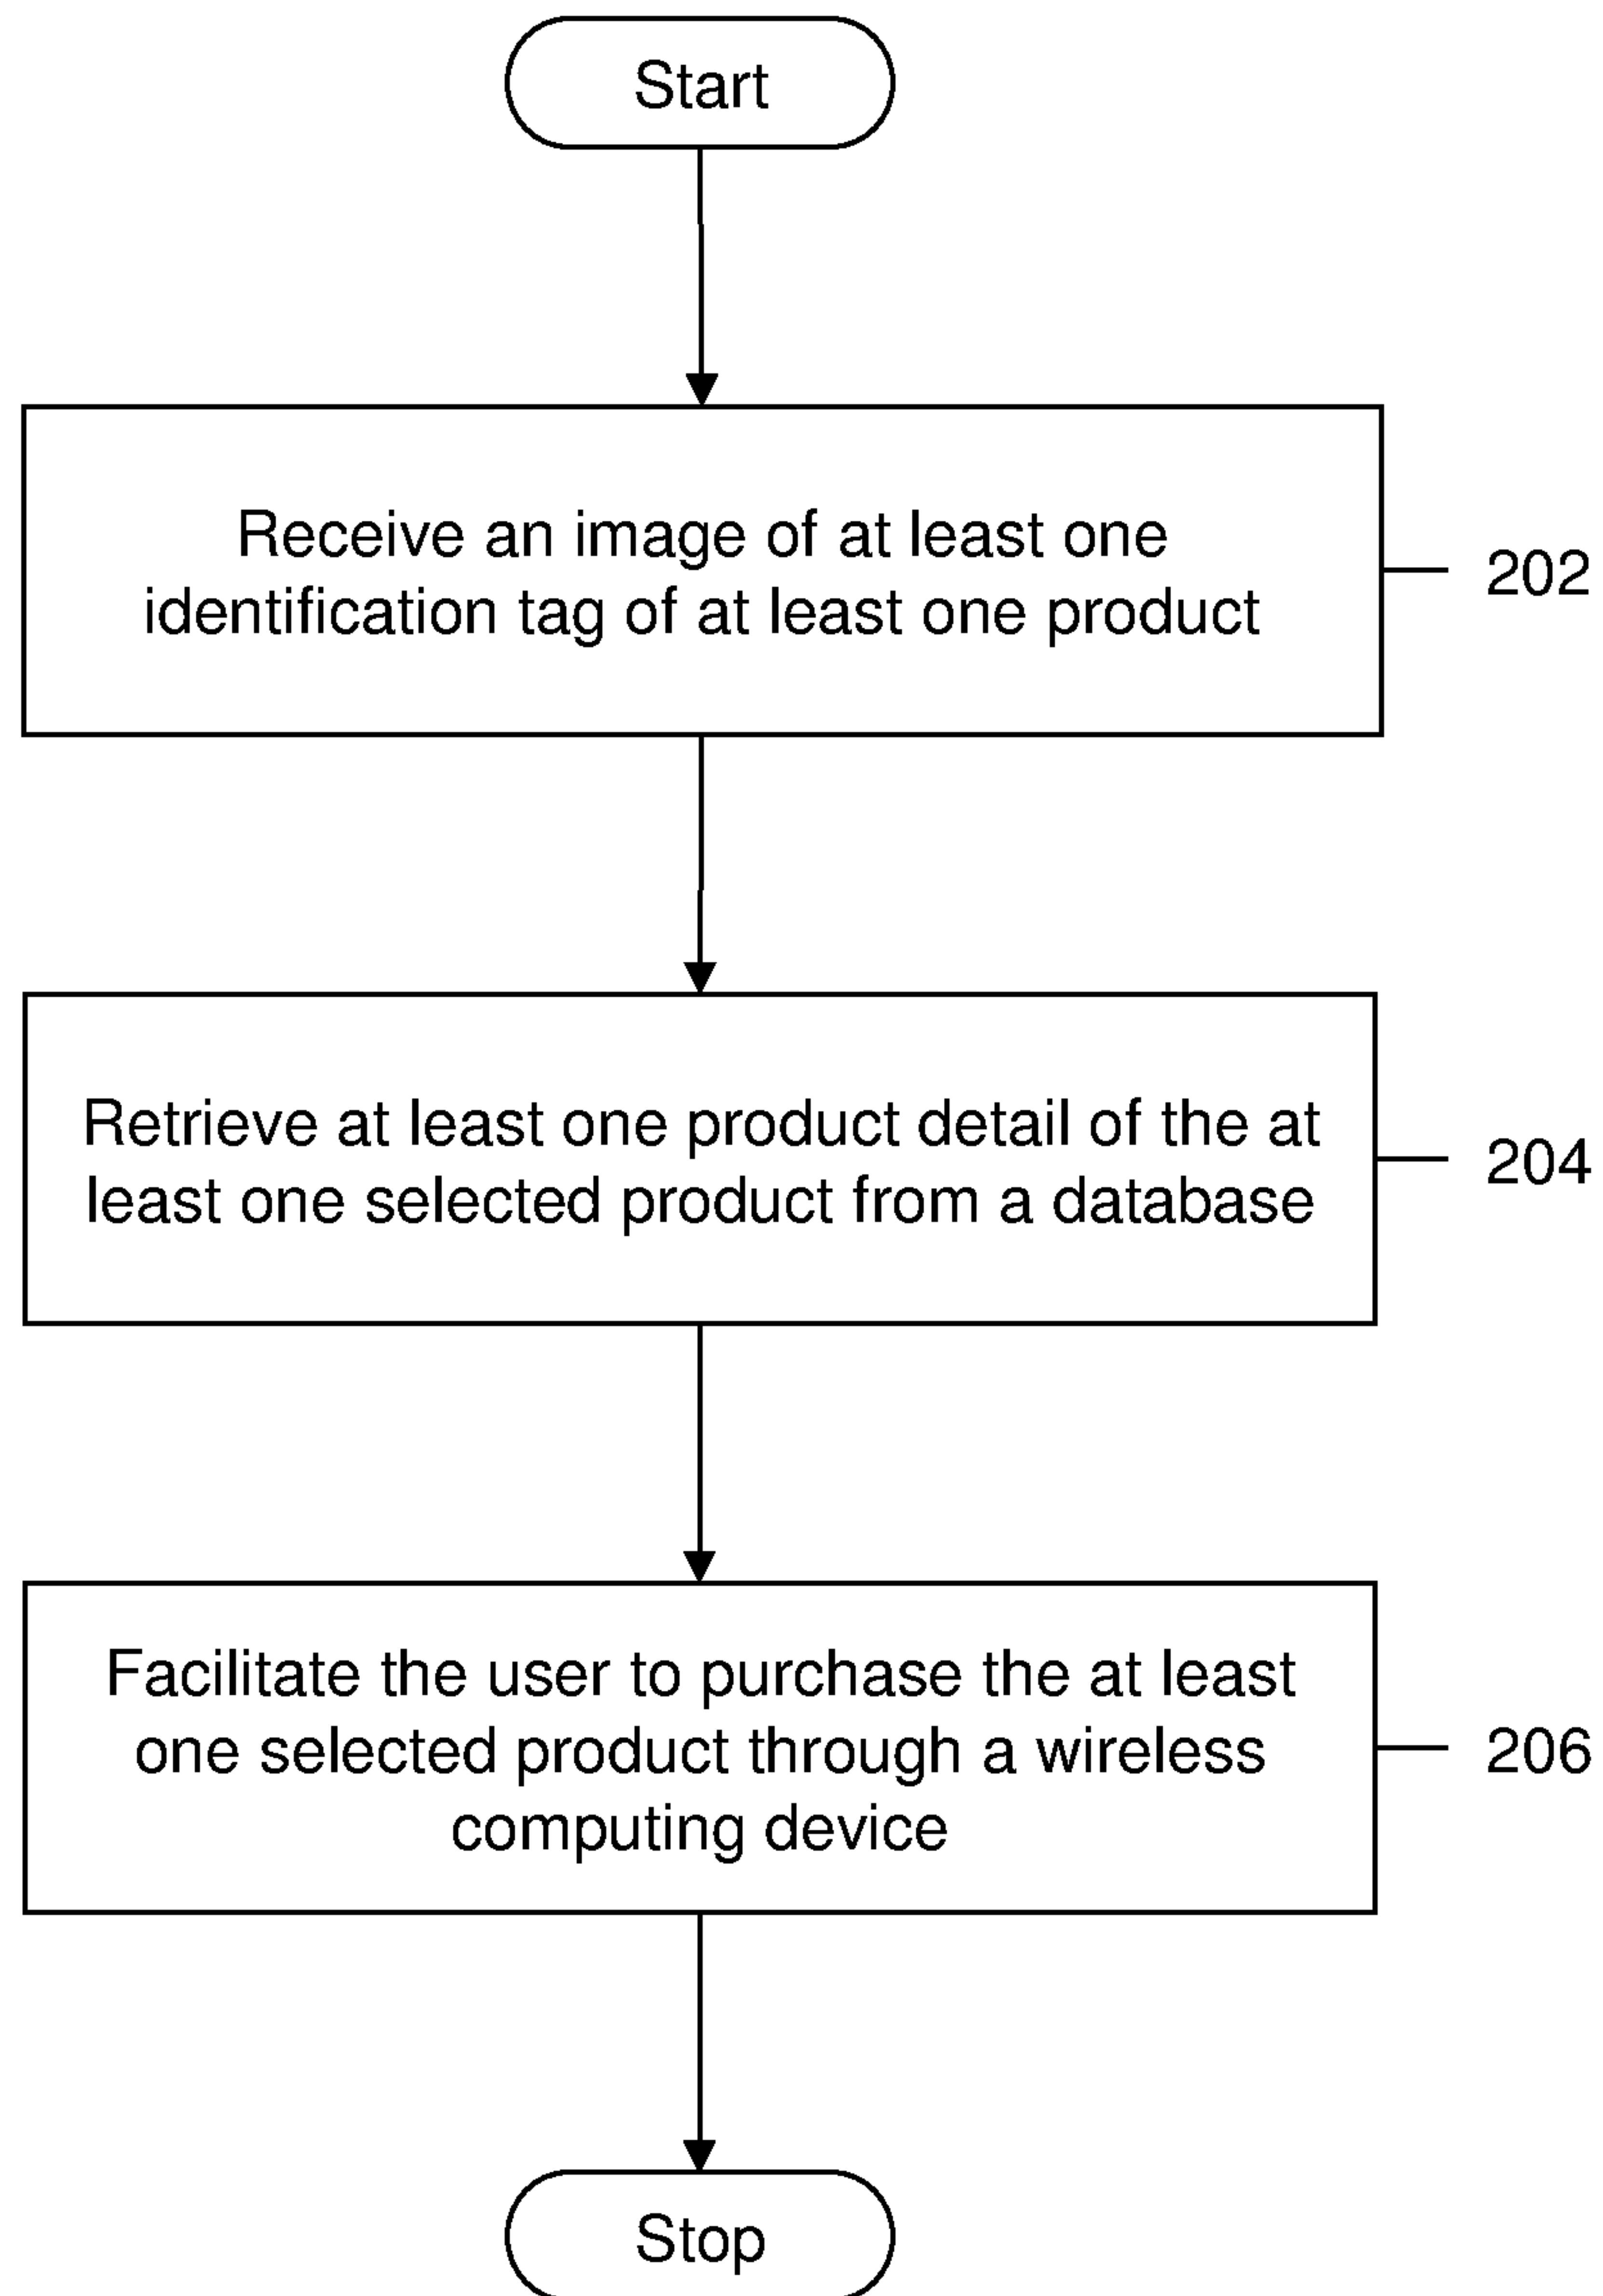 Start
Receive an image of at least one
identification tag of at least one product
202
Retrieve at least one product detail of the at
least one selected product from a database
204
Facilitate the user to purchase the at least
one selected product through a wireless
computing device
206
Stop